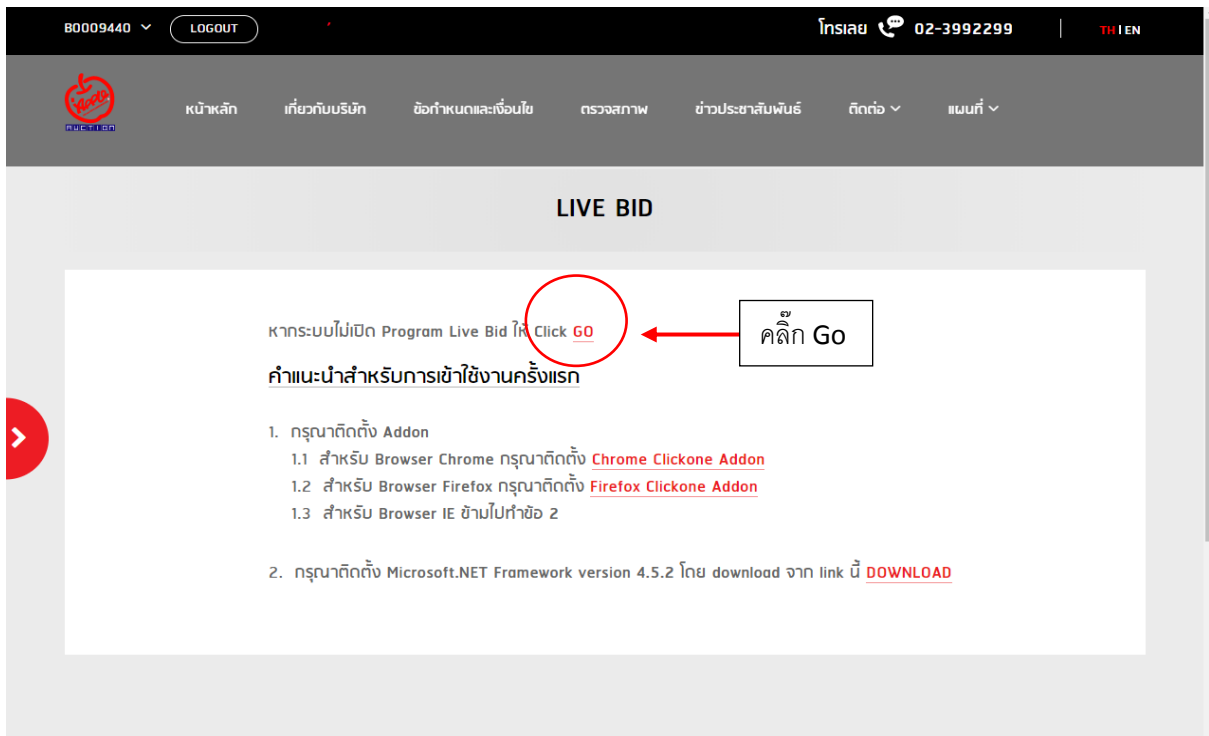 B0009440 LOGOUT โทรเลย 02-3992299 TH | EN
Apple
AUCTION
หน้าหลัก เกี่ยวกับบริษัท ข้อกำหนดและเงื่อนไข ตรวจสภาพ ข่าวประชาสัมพันธ์ ติดต่อ แผนที่
LIVE BID
หากระบบไม่เปิด Program Live Bid ให้ Click GO
คลิ๊ก Go
คำแนะนำสำหรับการเข้าใช้งานครั้งแรก
1. กรุณาติดตั้ง Addon
1.1 สำหรับ Browser Chrome กรุณาติดตั้ง Chrome Clickone Addon
1.2 สำหรับ Browser Firefox กรุณาติดตั้ง Firefox Clickone Addon
1.3 สำหรับ Browser IE ข้ามไปทำข้อ 2
2. กรุณาติดตั้ง Microsoft.NET Framework version 4.5.2 โดย download จาก link นี้ DOWNLOAD